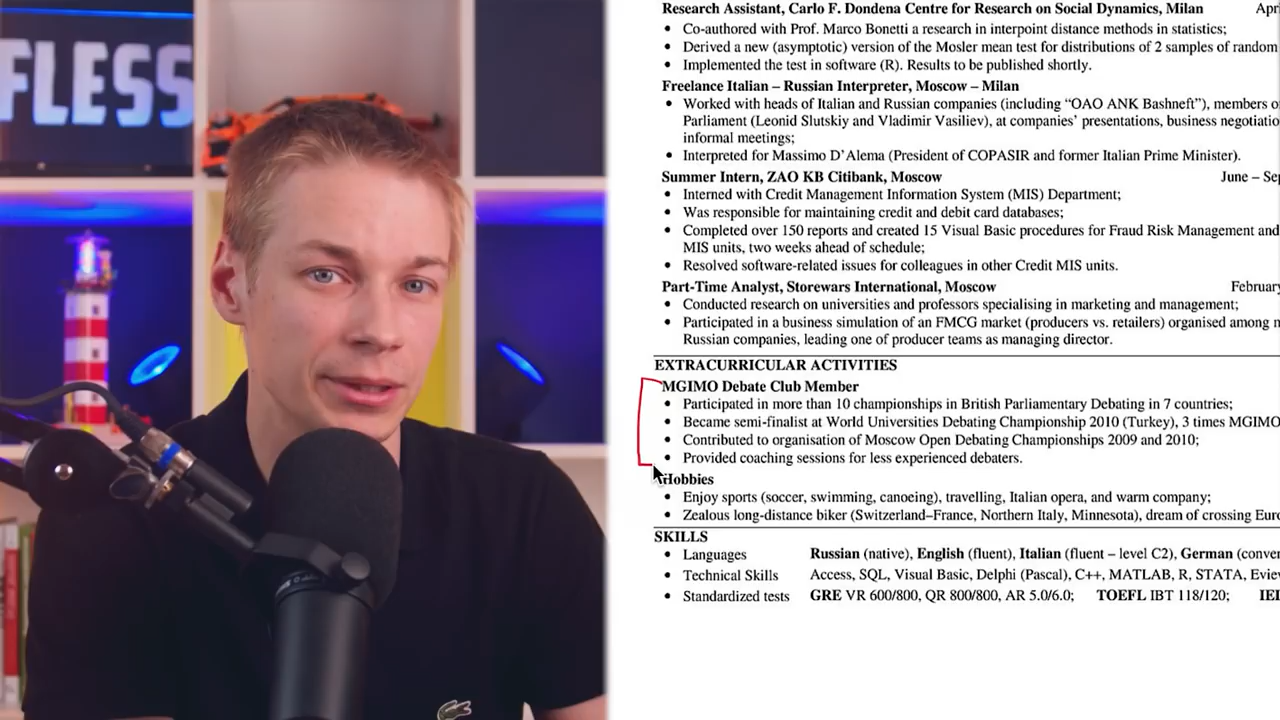 FLESS
Research Assistant, Carlo F. Dondena Centre for Research on Social Dynamics, Milan
Co-authored with Prof. Marco Bonetti a research in interpoint distance methods in statistics;
Derived a new (asymptotic) version of the Mosler mean test for distributions of 2 samples of random
Implemented the test in software (R). Results to be published shortly.
Freelance Italian – Russian Interpreter, Moscow – Milan
Worked with heads of Italian and Russian companies (including “OAO ANK Bashneft”), members
Parliament (Leonid Slutskiy and Vladimir Vasiliev), at companies’ presentations, business
informal meetings;
Interpreted for Massimo D’Alema (President of COPASIR and former Italian Prime Minister).
Summer Intern, ZAO KB Citibank, Moscow June –
Interned with Credit Management Information System (MIS) Department;
Was responsible for maintaining credit and debit card databases;
Completed over 150 reports and created 15 Visual Basic procedures for Fraud Risk Management and
MIS units, two weeks ahead of schedule;
Resolved software-related issues for colleagues in other Credit MIS units.
Part-Time Analyst, Storewars International, Moscow February
Conducted research on universities and professors specialising in marketing and management;
Participated in a business simulation of an FMCG market (producers vs. retailers) organised among
Russian companies, leading one of producer teams as managing director.
EXTRACURRICULAR ACTIVITIES
MGIMO Debate Club Member
Participated in more than 10 championships in British Parliamentary Debating in 7 countries;
Became semi-finalist at World Universities Debating Championship 2010 (Turkey), 3 times MGIMO
Contributed to organisation of Moscow Open Debating Championships 2009 and 2010;
Provided coaching sessions for less experienced debaters.
Hobbies
Enjoy sports (soccer, swimming, canoeing), travelling, Italian opera, and warm company;
Zealous long-distance biker (Switzerland–France, Northern Italy, Minnesota), dream of crossing
SKILLS
Languages Russian (native), English (fluent), Italian (fluent – level C2), German
Technical Skills Access, SQL, Visual Basic, Delphi (Pascal), C++, MATLAB, R, STATA,
Standardized tests GRE VR 600/800, QR 800/800, AR 5.0/6.0; TOEFL IBT 118/120;